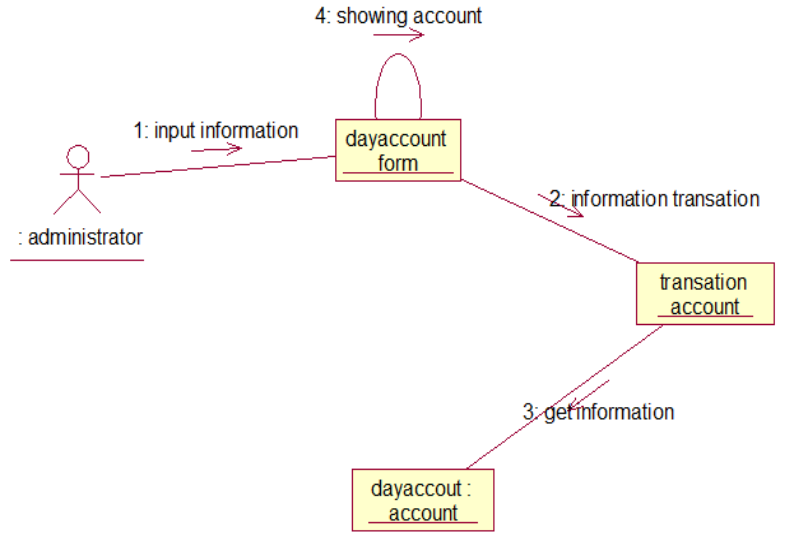 4: showing account
1: input information
dayaccount
form
2: information transation
: administrator
transation
account
3: get information
dayaccout :
account